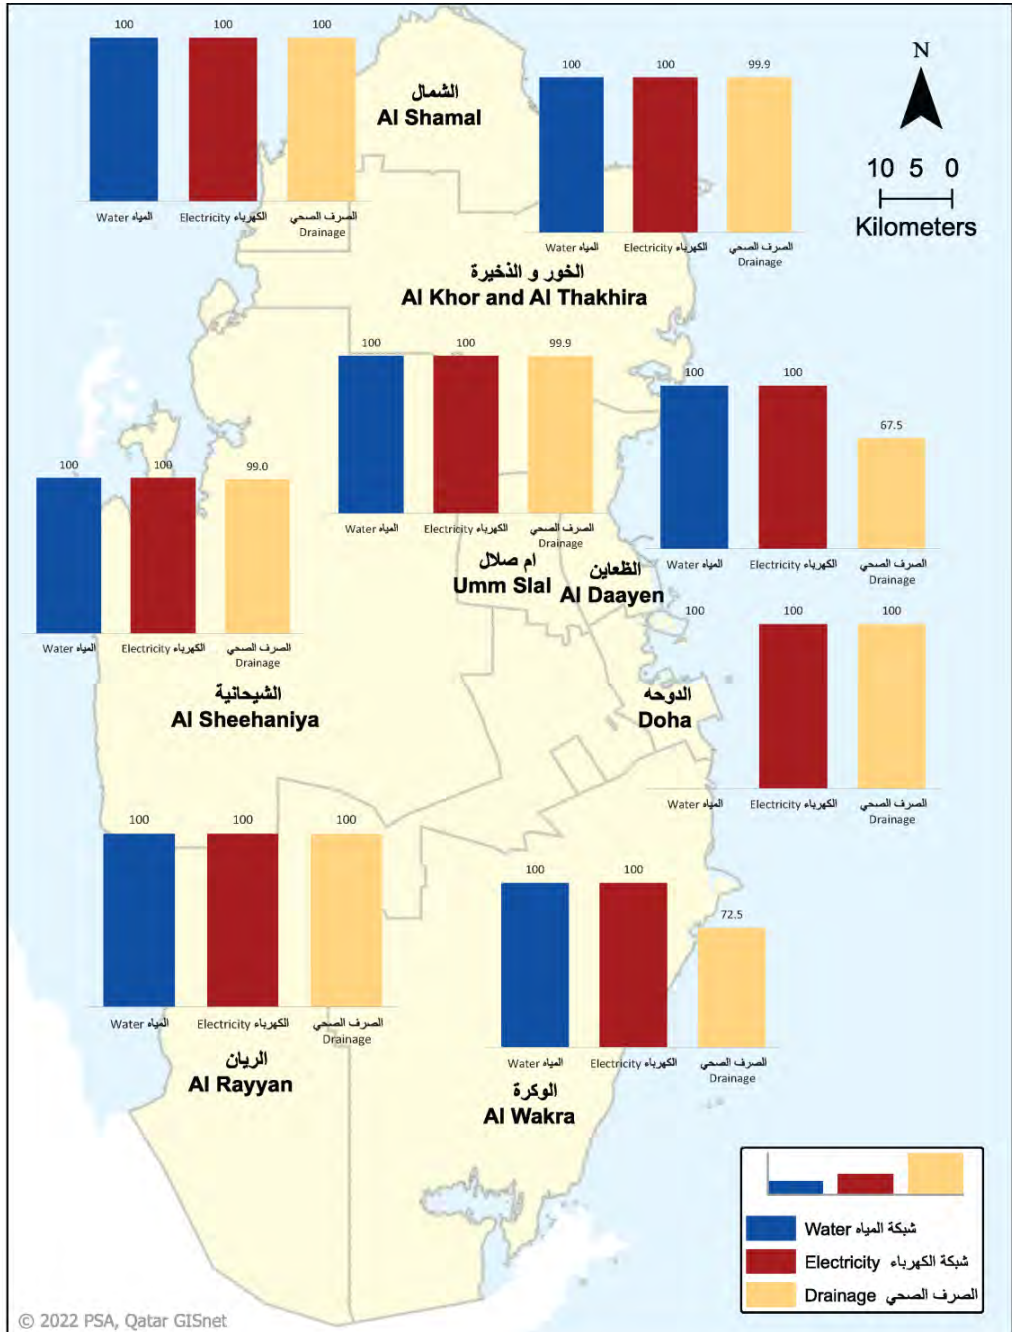 100 100 100
الشمال
Al Shamal
Water المياه Electricity الكهرباء الصرف الصحي
Drainage
100 100 99.9
Water المياه Electricity الكهرباء الصرف الصحي
Drainage
N
10 5 0
Kilometers
الخور و الذخيرة
Al Khor and Al Thakhira
100 100 99.9
Water المياه Electricity الكهرباء الصرف الصحي
Drainage
ام صلال
Umm Slal
100 100 67.5
Water المياه Electricity الكهرباء الصرف الصحي
Drainage
الظعاين
Al Daayen
100 100 99.0
Water المياه Electricity الكهرباء الصرف الصحي
Drainage
الشيحانية
Al Sheehaniya
100 100 100
Water المياه Electricity الكهرباء الصرف الصحي
Drainage
الدوحه
Doha
100 100 100
Water المياه Electricity الكهرباء الصرف الصحي
Drainage
الريان
Al Rayyan
100 100 72.5
Water المياه Electricity الكهرباء الصرف الصحي
Drainage
الوكرة
Al Wakra
Water شبكة المياه
Electricity شبكة الكهرباء
Drainage الصرف الصحي
© 2022 PSA, Qatar GISnet